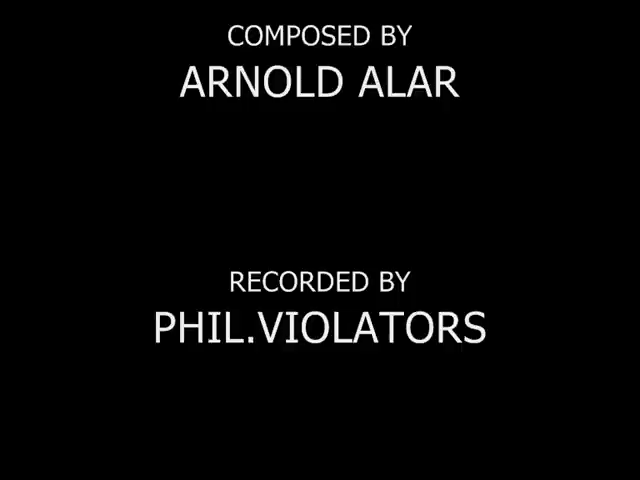 COMPOSED BY
ARNOLD ALAR
RECORDED BY
PHIL.VIOLATORS